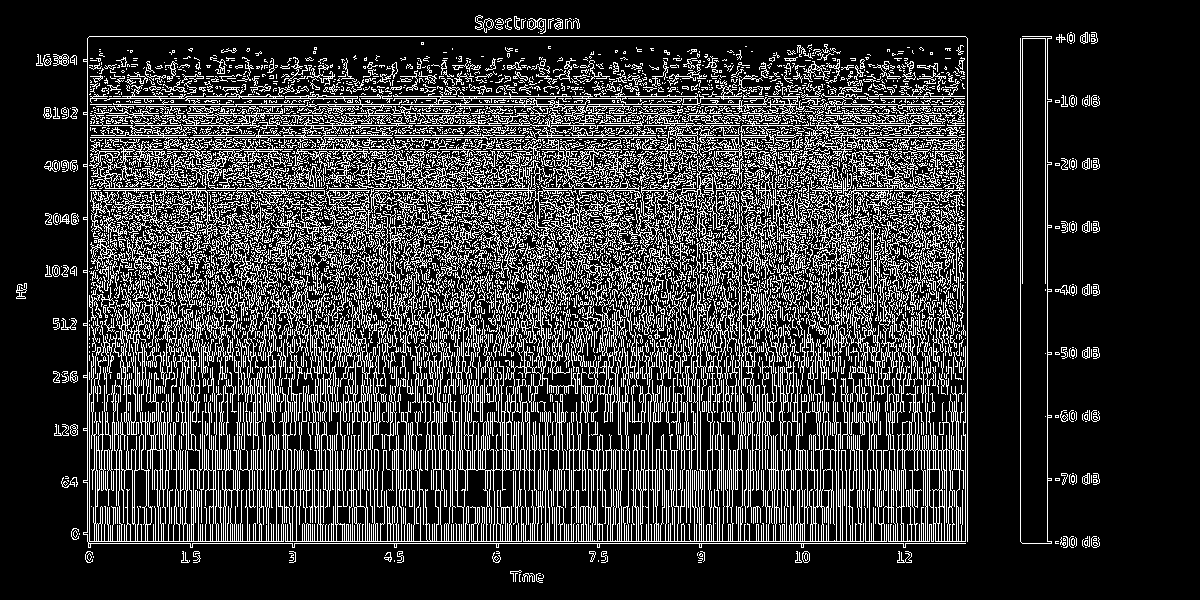 Spectrogram
16384
8192
4096
2048
1024
512
256
128
64
0
Hz
0 1.5 3 4.5 6 7.5 9 10 12
Time
+0 dB
-10 dB
-20 dB
-30 dB
-40 dB
-50 dB
-60 dB
-70 dB
-80 dB